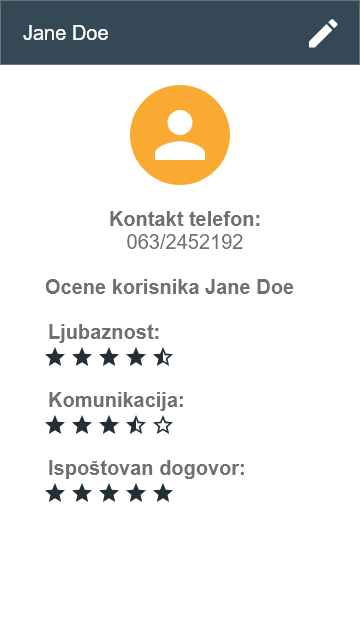 Jane Doe
Kontakt telefon:
063/2452192
Ocene korisnika Jane Doe
Ljubaznost:
Komunikacija:
Ispoštovan dogovor: